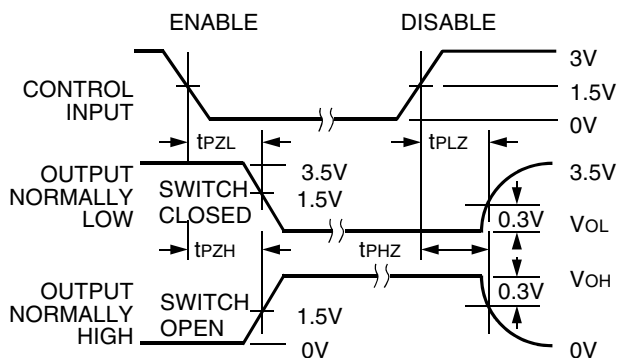 ENABLE DISABLE
3V
CONTROL
INPUT
1.5V
0V
tPZL
tPLZ
OUTPUT
NORMALLY
LOW
SWITCH
CLOSED
3.5V
1.5V
3.5V
0.3V
VOL
tPZH
tPHZ
OUTPUT
NORMALLY
HIGH
SWITCH
OPEN
1.5V
0V
VOH
0.3V
0V